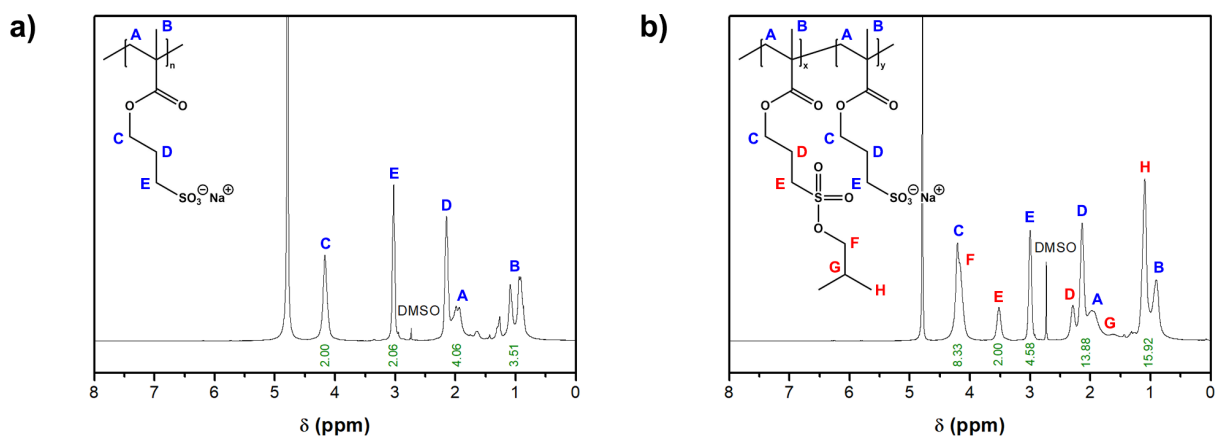 a)
A
B
n
O
O
C
D
E
SO3⊖Na⊕
C
E
DMSO
D
A
B
2.00
2.06
4.06
3.51
8 7 6 5 4 3 2 1 0
δ (ppm)
b)
A B A B
x y
O O O O
C D C D
E O E
S O SO3⊖Na⊕
O
F
G
H
C
F
E
E
DMSO
D
D
A
G
H
B
8.33
2.00
4.58
13.88
15.92
8 7 6 5 4 3 2 1 0
δ (ppm)